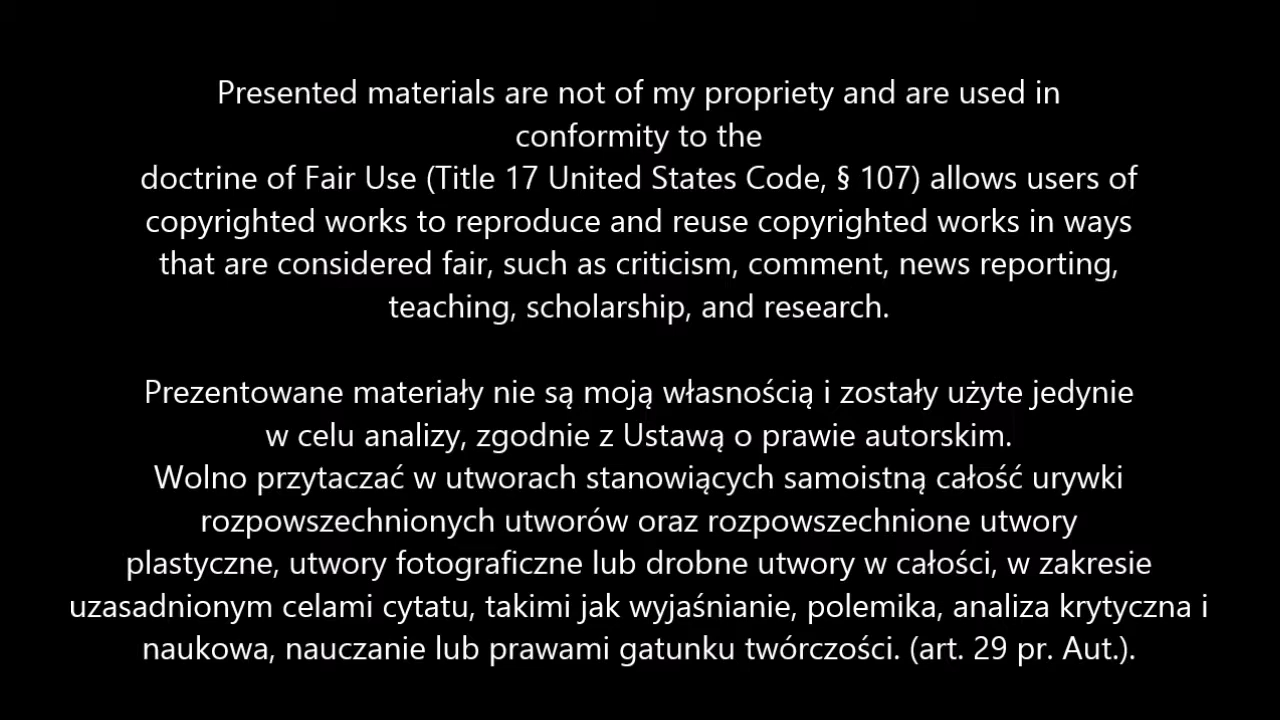 Presented materials are not of my propriety and are used in
conformity to the
doctrine of Fair Use (Title 17 United States Code, § 107) allows users of
copyrighted works to reproduce and reuse copyrighted works in ways
that are considered fair, such as criticism, comment, news reporting,
teaching, scholarship, and research.
Prezentowane materiały nie są moją własnością i zostały użyte jedynie
w celu analizy, zgodnie z Ustawą o prawie autorskim.
Wolno przytaczać w utworach stanowiących samoistną całość urywki
rozpowszechnionych utworów oraz rozpowszechnione utwory
plastyczne, utwory fotograficzne lub drobne utwory w całości, w zakresie
uzasadnionym celami cytatu, takimi jak wyjaśnianie, polemika, analiza krytyczna i
naukowa, nauczanie lub prawami gatunku twórczości. (art. 29 pr. Aut.).